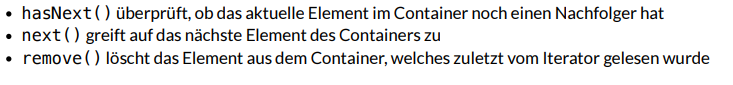 • hasNext() überprüft, ob das aktuelle Element im Container noch einen Nachfolger hat
• next() greift auf das nächste Element des Containers zu
• remove() löscht das Element aus dem Container, welches zuletzt vom Iterator gelesen wurde